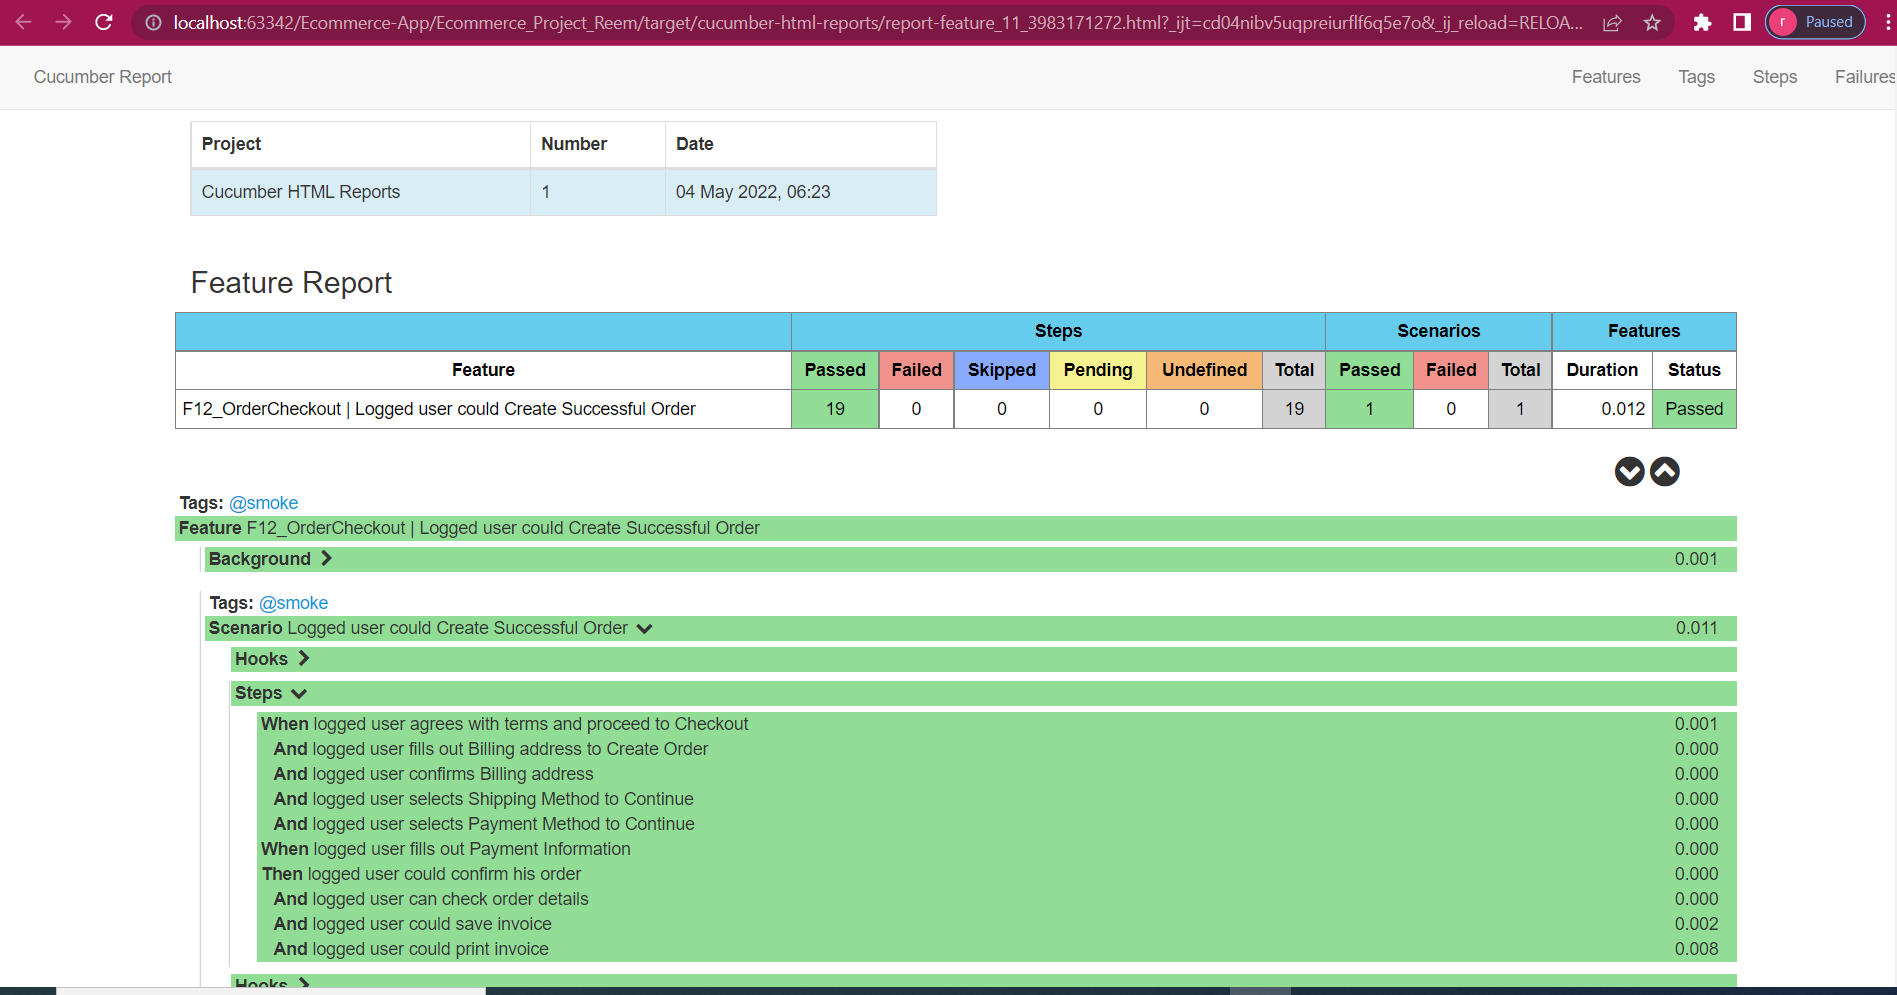 localhost:63342/Ecommerce-App/Ecommerce_Project_Reem/target/cucumber-html-reports/report-feature_11_3983171272.html?_ijt=cd04nibv5uqpreiurflf6q5e7o&_ij_reload=RELOA... r Paused
Cucumber Report Features Tags Steps Failures
Project Number Date
Cucumber HTML Reports 1 04 May 2022, 06:23
Feature Report
Steps Scenarios Features
Feature Passed Failed Skipped Pending Undefined Total Passed Failed Total Duration Status
F12_OrderCheckout | Logged user could Create Successful Order 19 0 0 0 0 19 1 0 1 0.012 Passed
Tags: @smoke
Feature F12_OrderCheckout | Logged user could Create Successful Order
Background 0.001
Tags: @smoke
Scenario Logged user could Create Successful Order 0.011
Hooks
Steps
When logged user agrees with terms and proceed to Checkout 0.001
And logged user fills out Billing address to Create Order 0.000
And logged user confirms Billing address 0.000
And logged user selects Shipping Method to Continue 0.000
And logged user selects Payment Method to Continue 0.000
When logged user fills out Payment Information 0.000
Then logged user could confirm his order 0.000
And logged user can check order details 0.000
And logged user could save invoice 0.002
And logged user could print invoice 0.008
Hooks